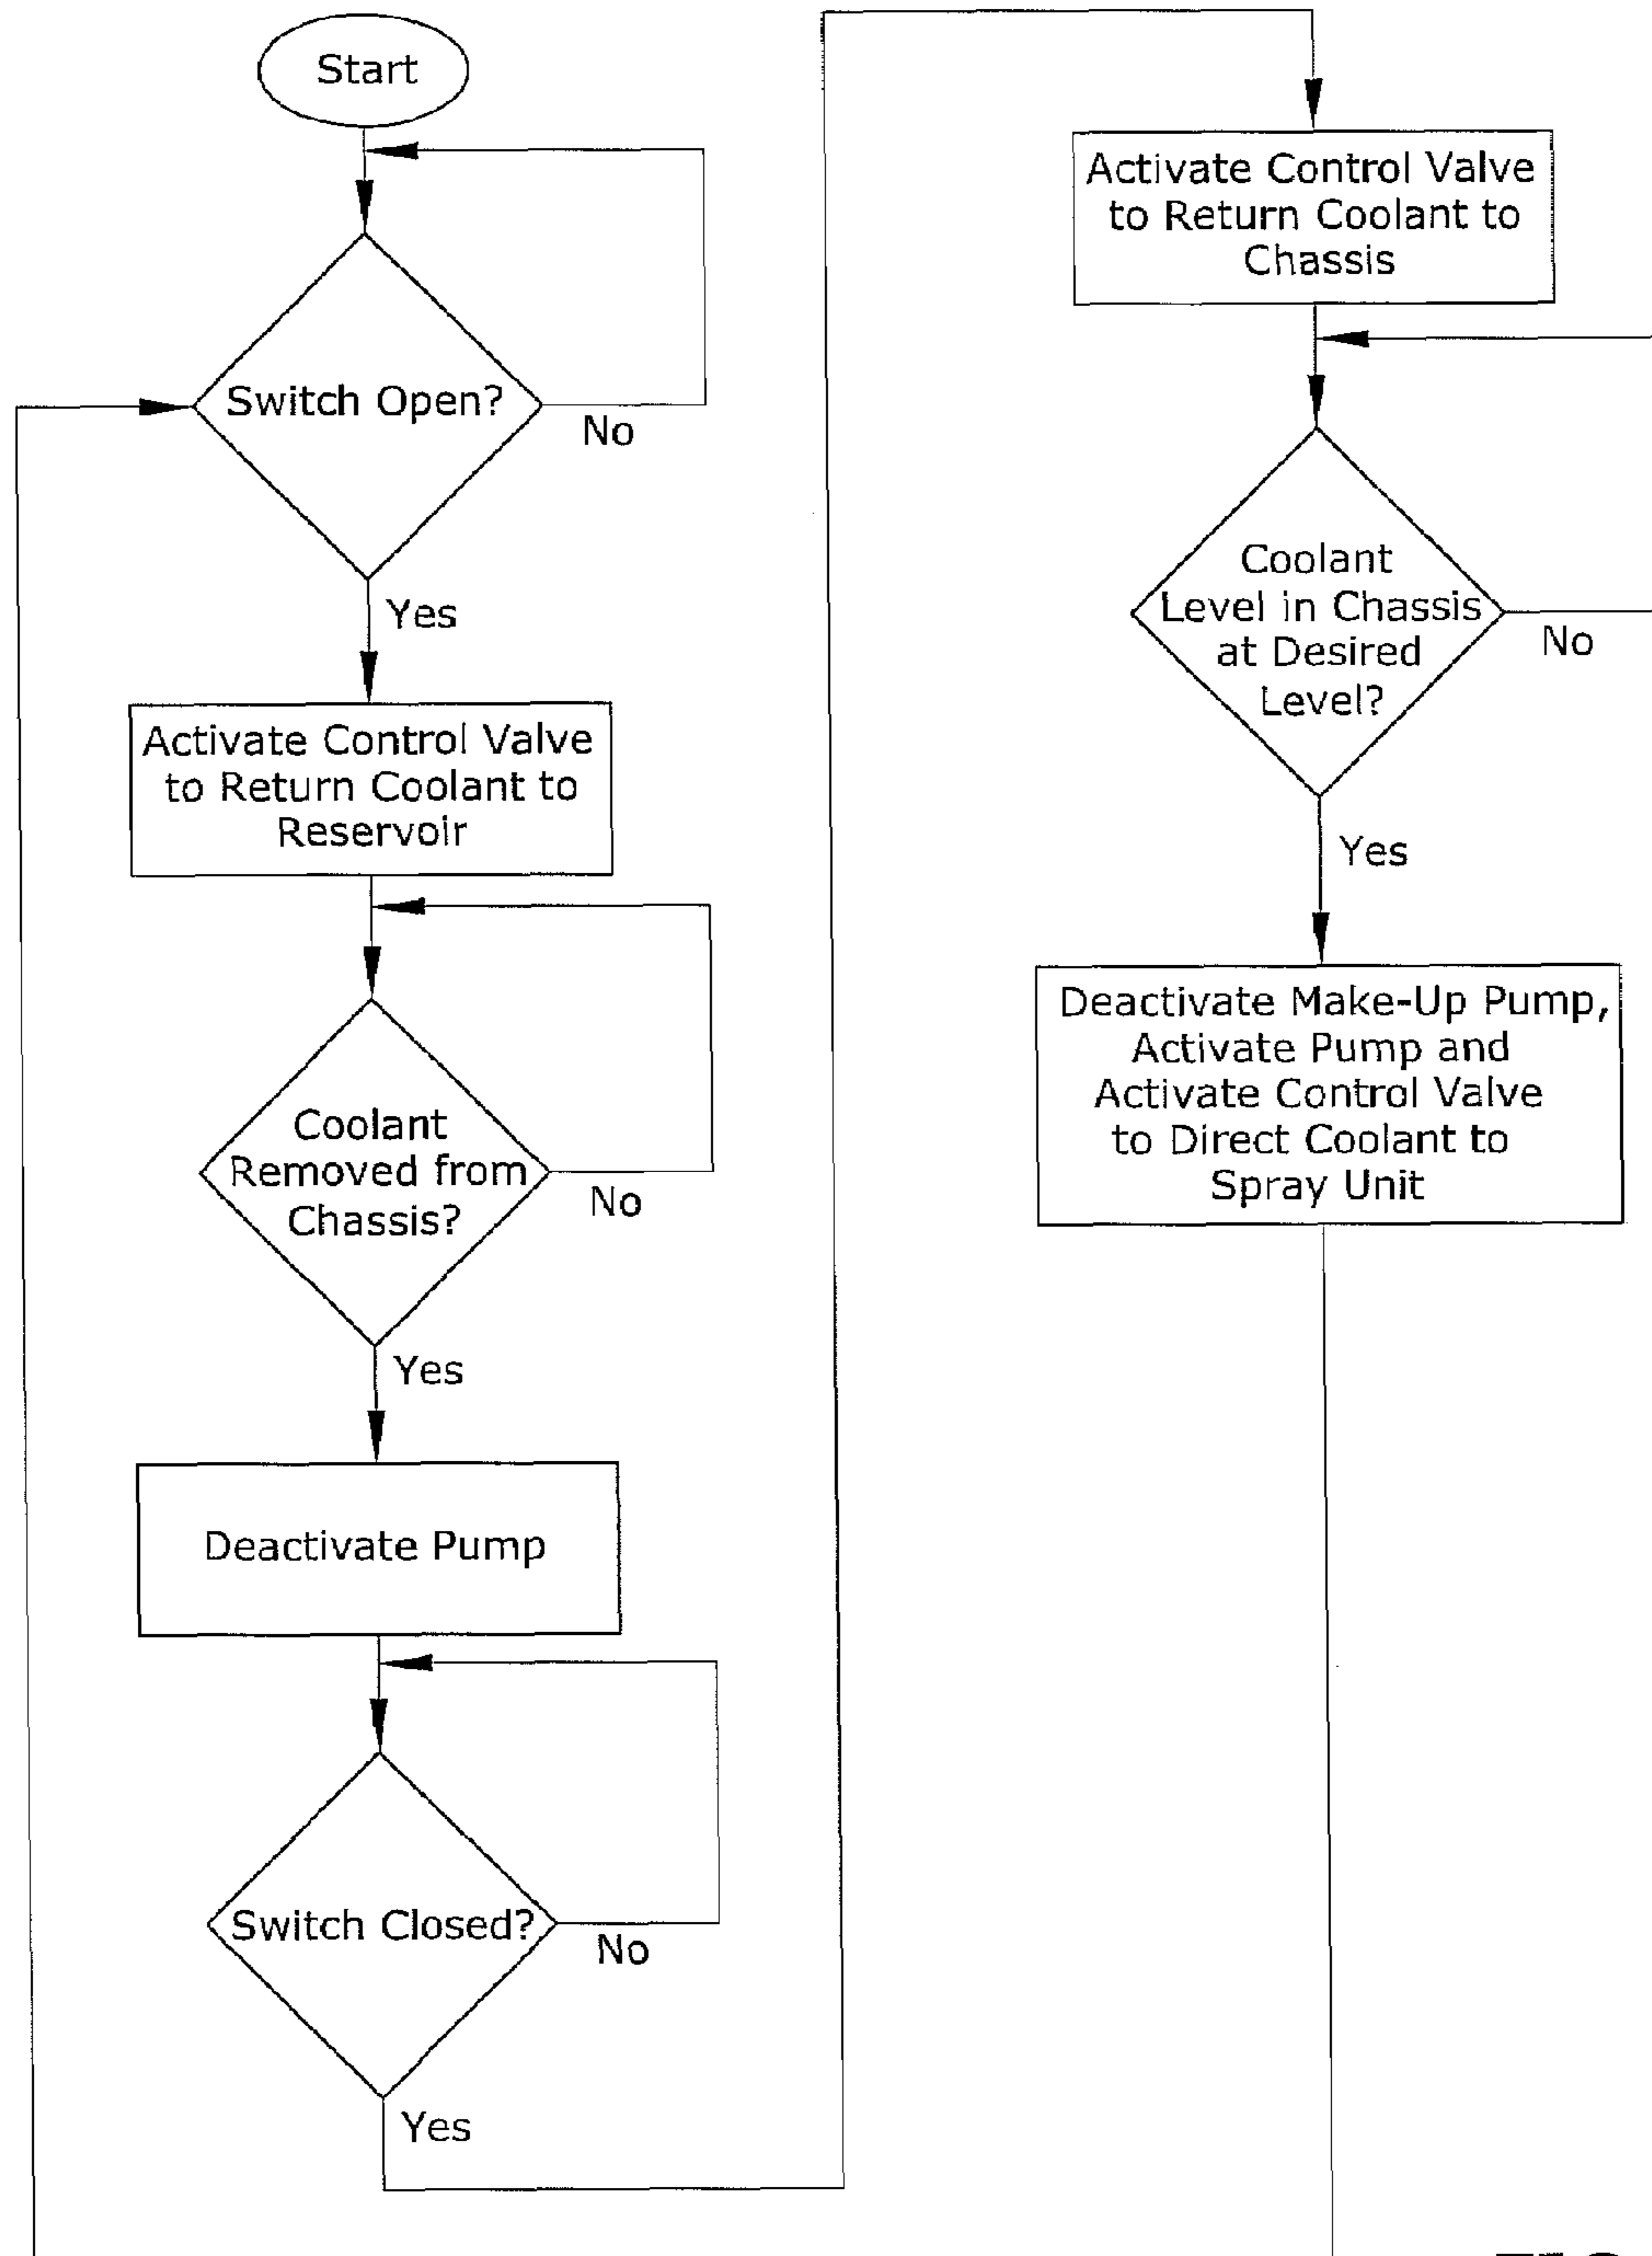 Start
Switch Open?
No
Yes
Activate Control Valve
to Return Coolant to
Reservoir
Coolant
Removed from
Chassis?
No
Yes
Deactivate Pump
Switch Closed?
No
Yes
Activate Control Valve
to Return Coolant to
Chassis
Coolant
Level in Chassis
at Desired
Level?
No
Yes
Deactivate Make-Up Pump,
Activate Pump and
Activate Control Valve
to Direct Coolant to
Spray Unit